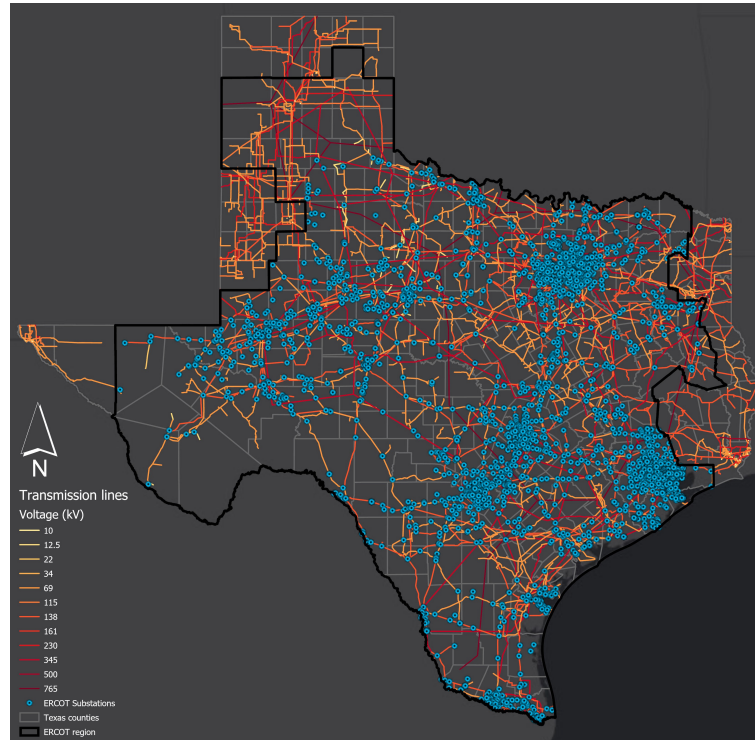 N
Transmission lines
Voltage (kV)
10
12.5
22
34
69
115
138
161
230
345
500
765
ERCOT Substations
Texas counties
ERCOT region